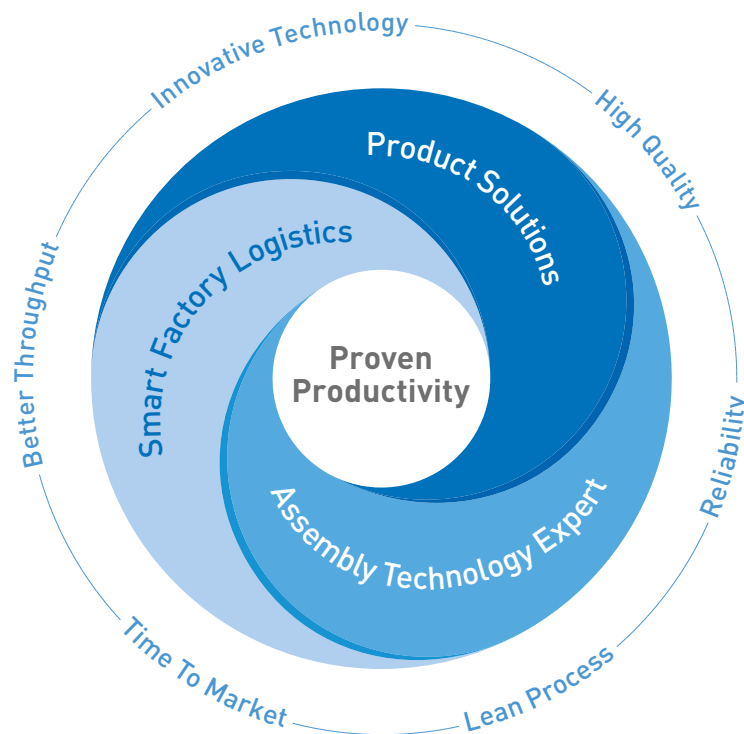 Innovative Technology
High Quality
Reliability
Lean Process
Time To Market
Better Throughput
Product Solutions
Smart Factory Logistics
Assembly Technology Expert
Proven
Productivity